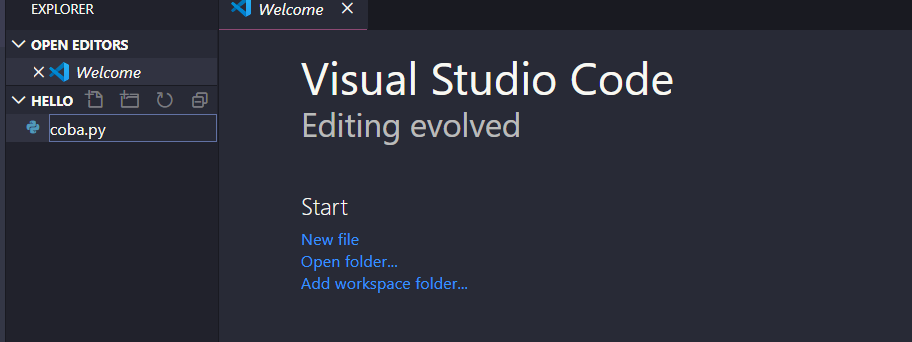 EXPLORER
OPEN EDITORS
Welcome
HELLO
coba.py
Welcome
Visual Studio Code
Editing evolved
Start
New file
Open folder...
Add workspace folder...